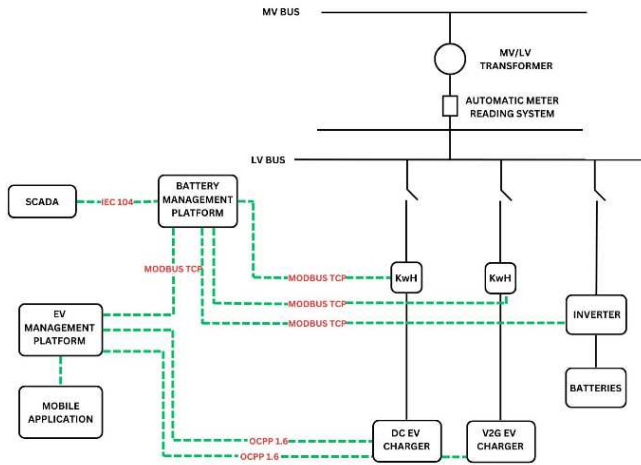 MV BUS
MV/LV
TRANSFORMER
AUTOMATIC METER
READING SYSTEM
LV BUS
SCADA
IEC 104
BATTERY
MANAGEMENT
PLATFORM
MODBUS TCP
MODBUS TCP
KwH
KwH
MODBUS TCP
MODBUS TCP
INVERTER
EV
MANAGEMENT
PLATFORM
BATTERIES
MOBILE
APPLICATION
OCPP 1.6
OCPP 1.6
DC EV
CHARGER
V2G EV
CHARGER